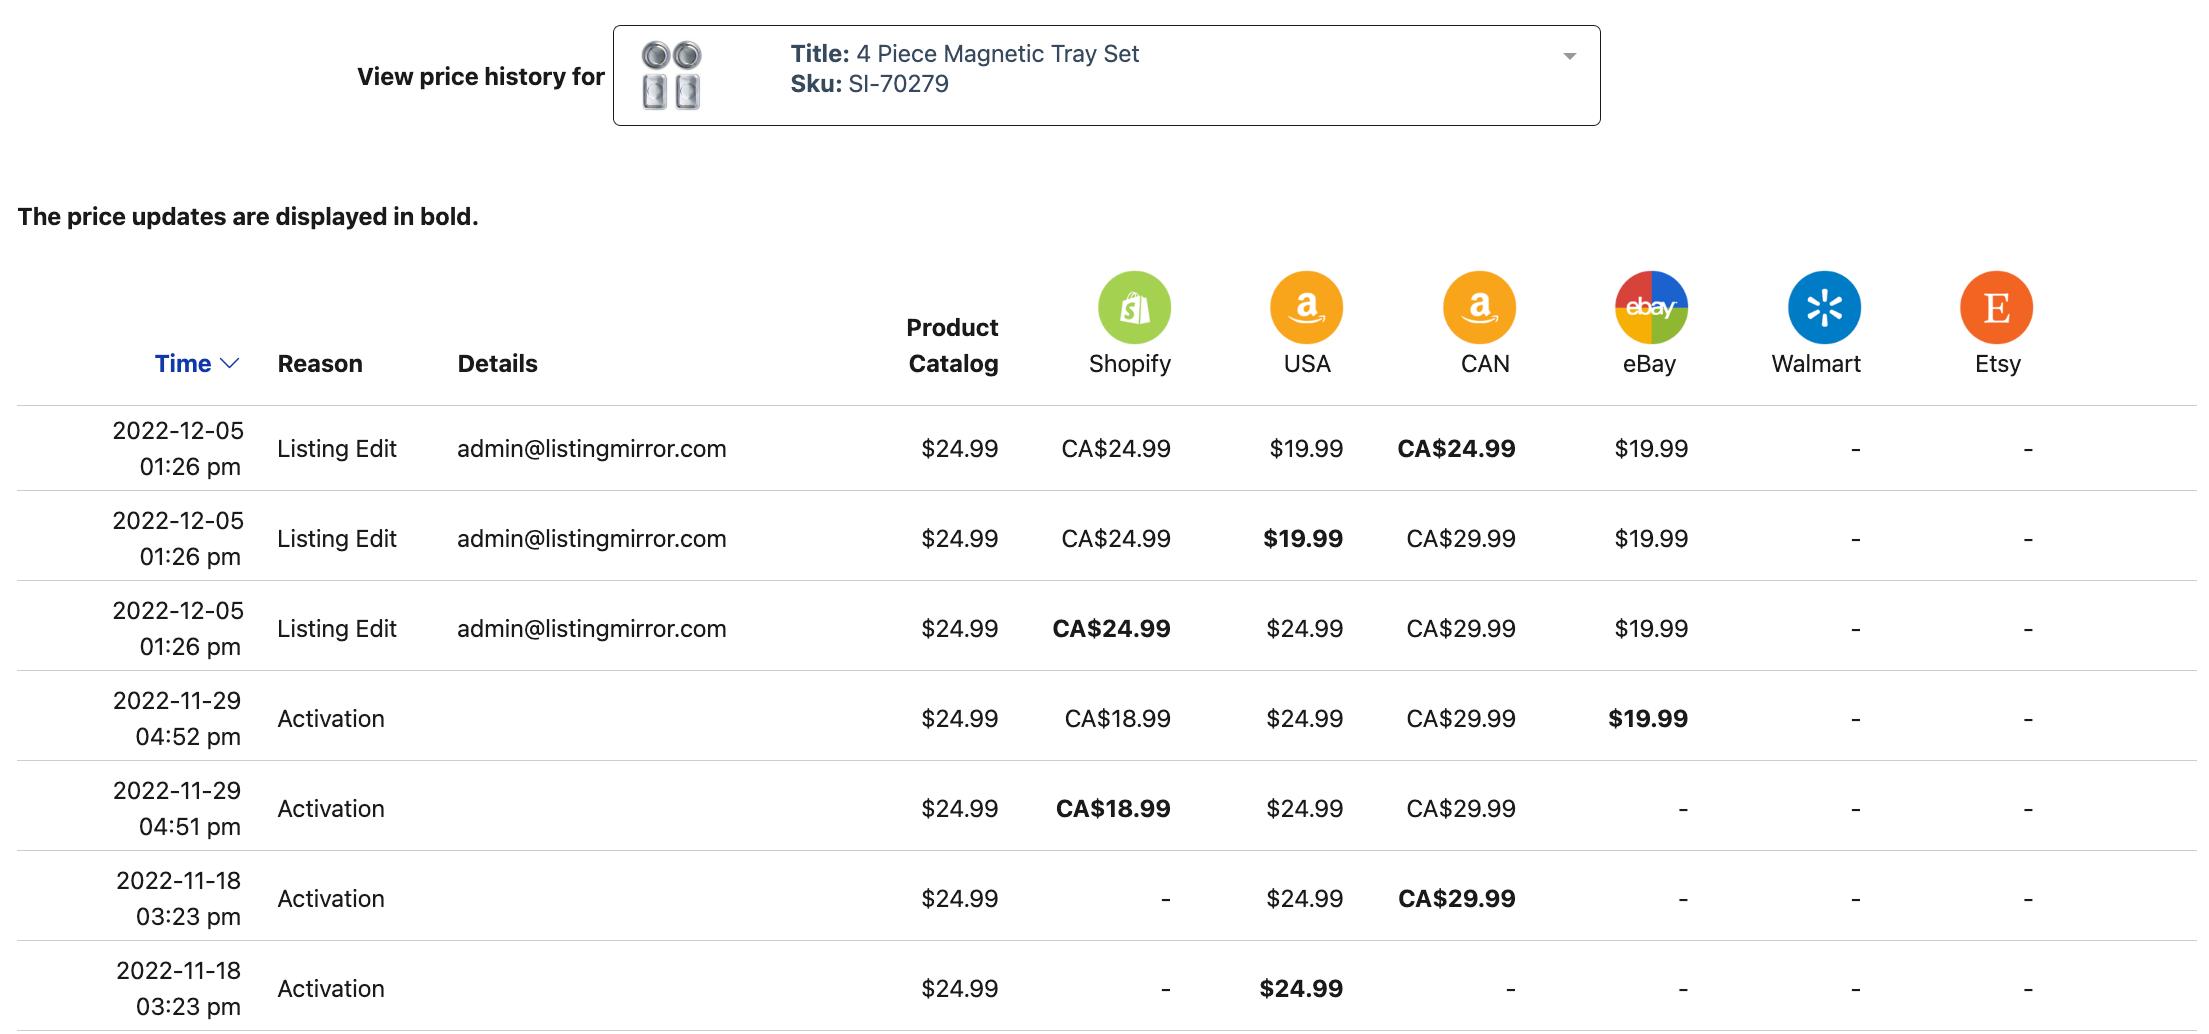 View price history for
Title: 4 Piece Magnetic Tray Set
Sku: SI-70279
The price updates are displayed in bold.
a a ebay E
Time Reason Details Product Catalog Shopify USA CAN eBay Walmart Etsy
2022-12-05 01:26 pm Listing Edit admin@listingmirror.com $24.99 CA$24.99 $19.99 CA$24.99 $19.99 - -
2022-12-05 01:26 pm Listing Edit admin@listingmirror.com $24.99 CA$24.99 $19.99 CA$29.99 $19.99 - -
2022-12-05 01:26 pm Listing Edit admin@listingmirror.com $24.99 CA$24.99 $24.99 CA$29.99 $19.99 - -
2022-11-29 04:52 pm Activation $24.99 CA$18.99 $24.99 CA$29.99 $19.99 - -
2022-11-29 04:51 pm Activation $24.99 CA$18.99 $24.99 CA$29.99 - - -
2022-11-18 03:23 pm Activation $24.99 - $24.99 CA$29.99 - - -
2022-11-18 03:23 pm Activation $24.99 - $24.99 - - - -